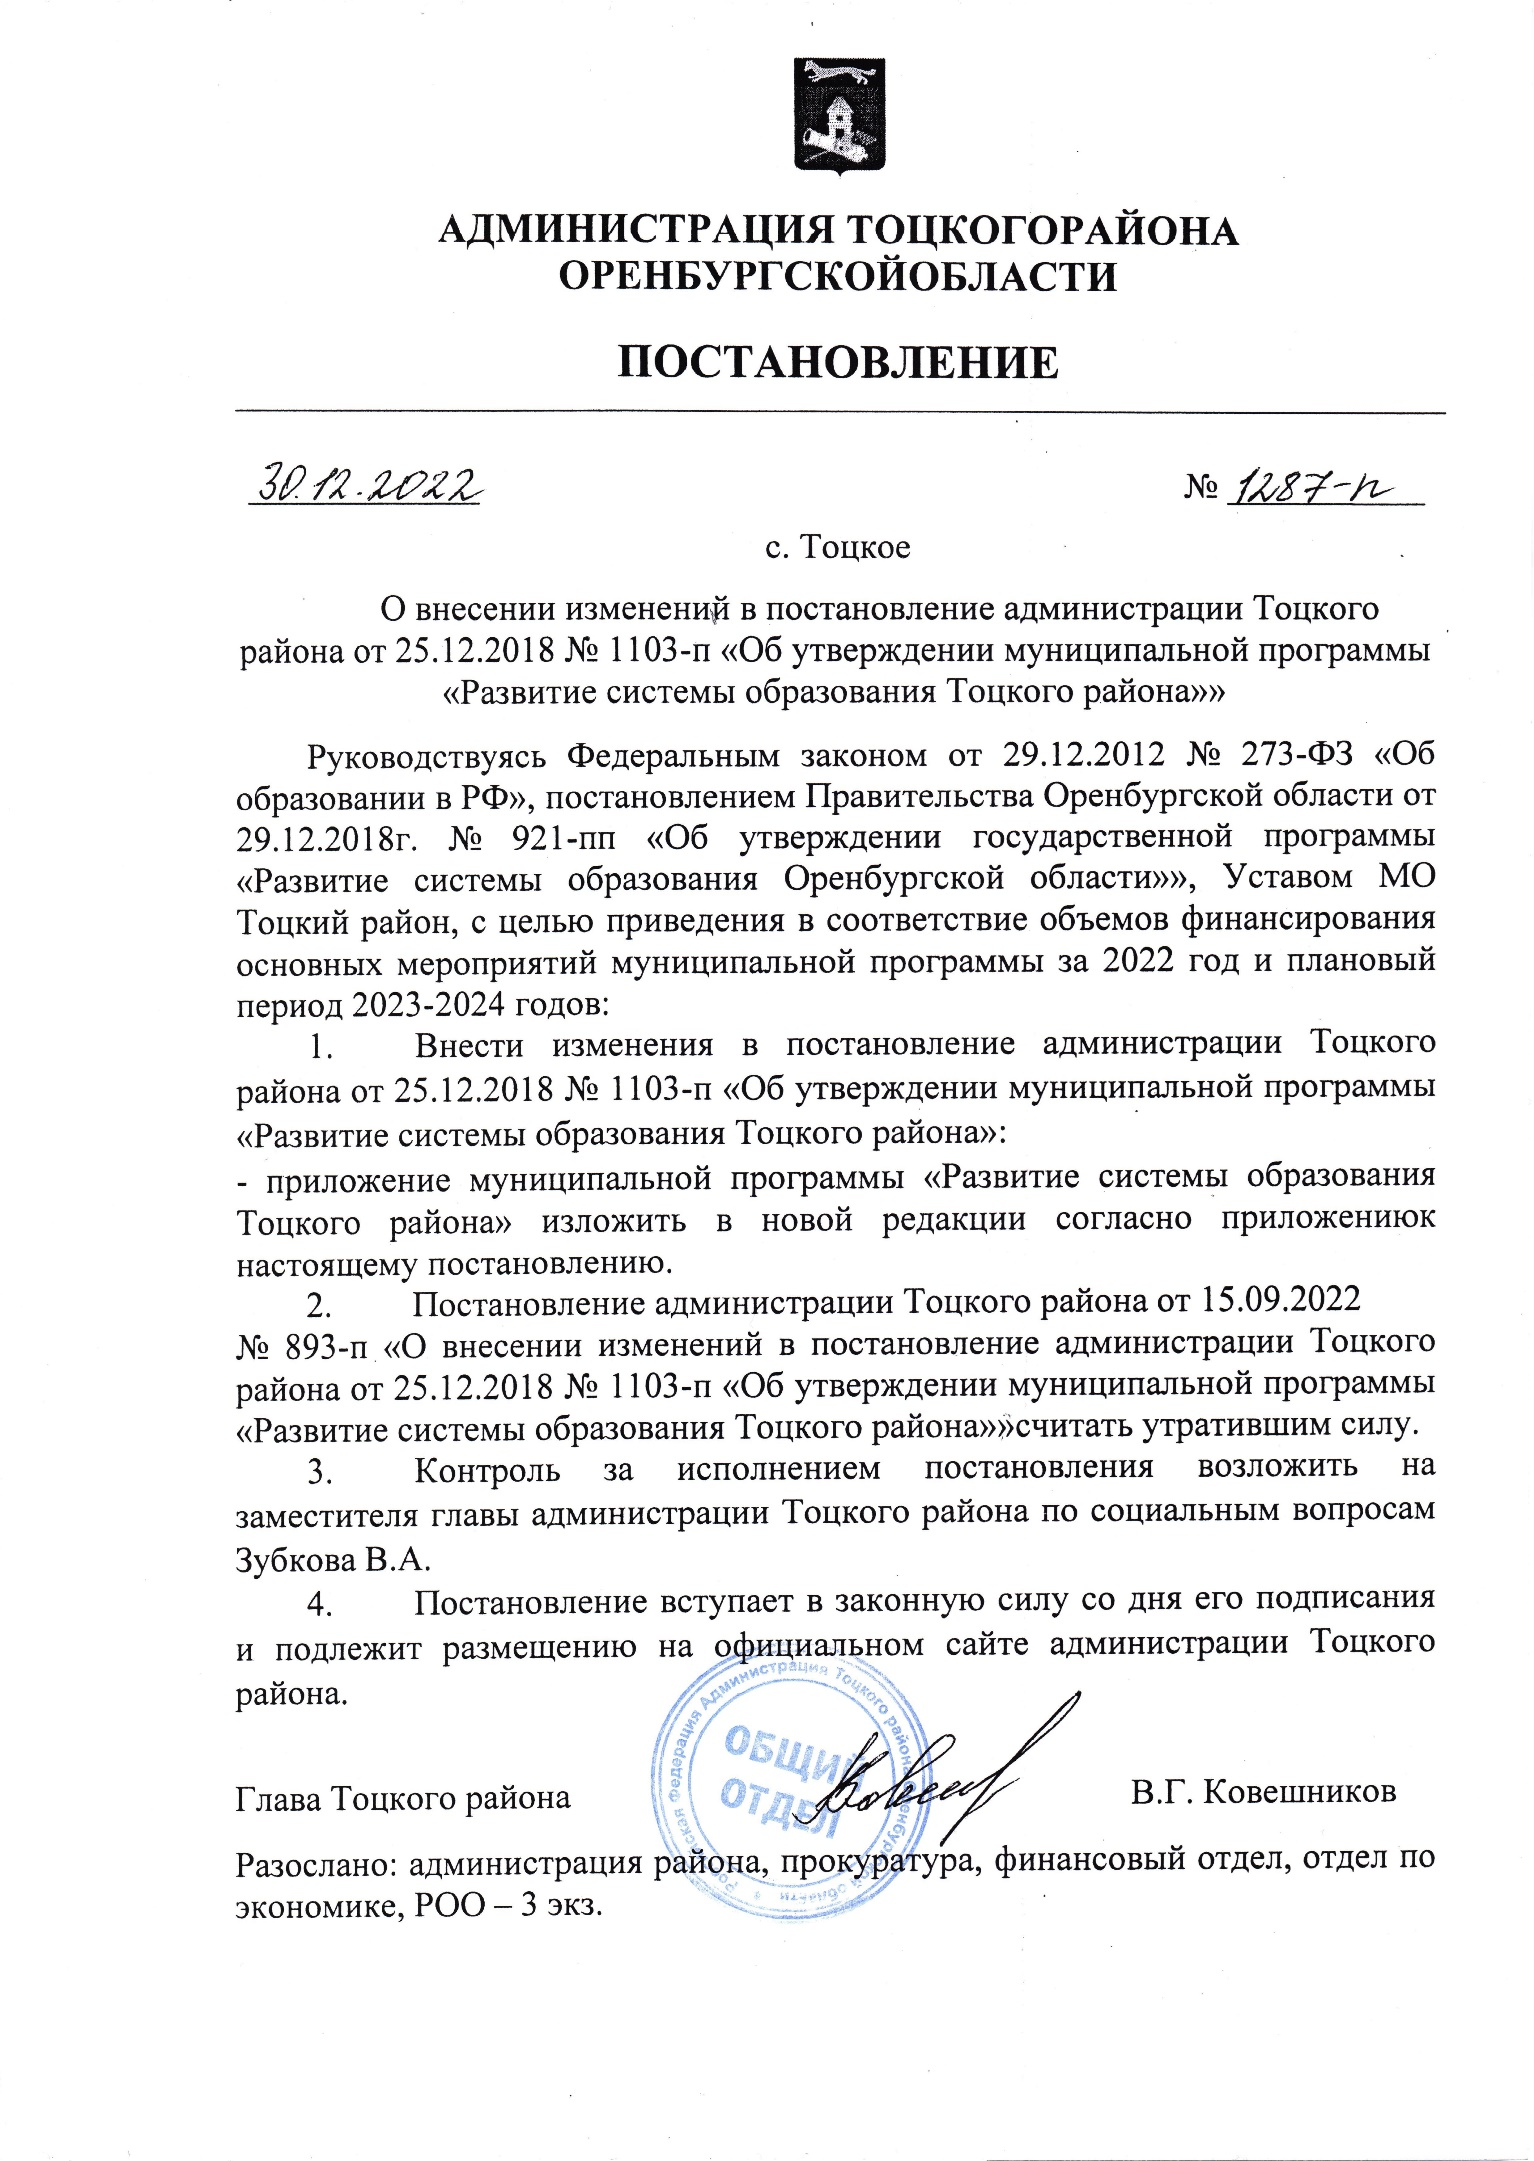 АДМИНИСТРАЦИЯ ТОЦКОГОРАЙОНА
ОРЕНБУРГСКОЙОБЛАСТИ
ПОСТАНОВЛЕНИЕ
30.12.2022 № 1287-п
с. Тоцкое
О внесении изменений в постановление администрации Тоцкого
района от 25.12.2018 № 1103-п «Об утверждении муниципальной программы
«Развитие системы образования Тоцкого района»»
Руководствуясь Федеральным законом от 29.12.2012 № 273-ФЗ «Об
образовании в РФ», постановлением Правительства Оренбургской области от
29.12.2018г. № 921-пп «Об утверждении государственной программы
«Развитие системы образования Оренбургской области»», Уставом МО
Тоцкий район, с целью приведения в соответствие объемов финансирования
основных мероприятий муниципальной программы за 2022 год и плановый
период 2023-2024 годов:
1. Внести изменения в постановление администрации Тоцкого
района от 25.12.2018 № 1103-п «Об утверждении муниципальной программы
«Развитие системы образования Тоцкого района»:
- приложение муниципальной программы «Развитие системы образования
Тоцкого района» изложить в новой редакции согласно приложениюк
настоящему постановлению.
2. Постановление администрации Тоцкого района от 15.09.2022
№ 893-п «О внесении изменений в постановление администрации Тоцкого
района от 25.12.2018 № 1103-п «Об утверждении муниципальной программы
«Развитие системы образования Тоцкого района»»считать утратившим силу.
3. Контроль за исполнением постановления возложить на
заместителя главы администрации Тоцкого района по социальным вопросам
Зубкова В.А.
4. Постановление вступает в законную силу со дня его подписания
и подлежит размещению на официальном сайте администрации Тоцкого
района.
Российская Федерация Администрация Тоцкого района Оренбургской области
ОБЩИЙ
ОТДЕЛ
Глава Тоцкого района В.Г. Ковешников
Разослано: администрация района, прокуратура, финансовый отдел, отдел по
экономике, РОО – 3 экз.